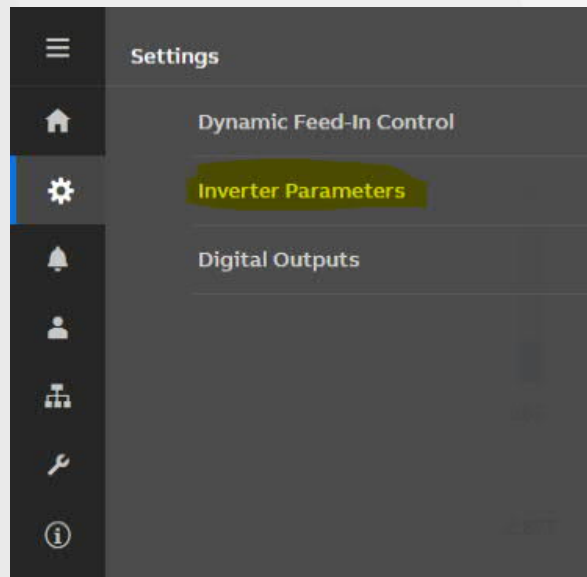 Settings
Dynamic Feed-In Control
Inverter Parameters
Digital Outputs